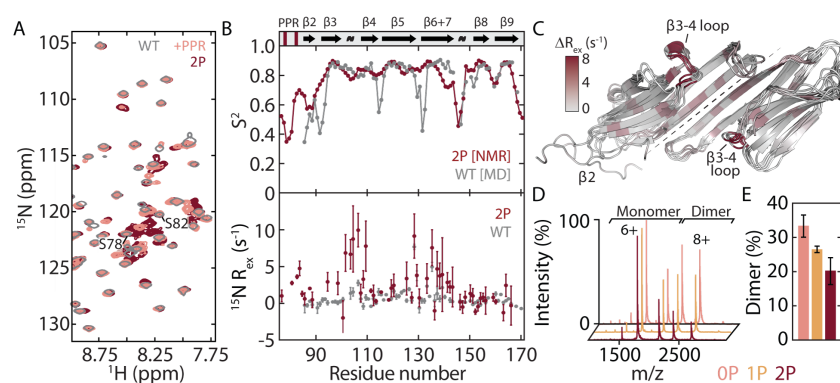 A
WT
+PPR
2P
105
110
115
120
125
130
S82
S78
8.75
8.25
7.75
¹⁵N (ppm)
¹H (ppm)
B
PPR β2 β3 β4 β5 β6+7 β8 β9
1.0
0.8
0.6
0.4
0.2
S²
2P [NMR]
WT [MD]
15
10
5
0
-5
¹⁵N Rex (s⁻¹)
2P
WT
90
110
130
150
170
Residue number
C
ΔRex (s⁻¹)
8
4
0
β3-4
loop
β3-4
loop
β2
D
100
0
Intensity (%)
Monomer
Dimer
6+
8+
1500
2500
m/z
E
40
30
20
10
0
Dimer (%)
0P 1P 2P